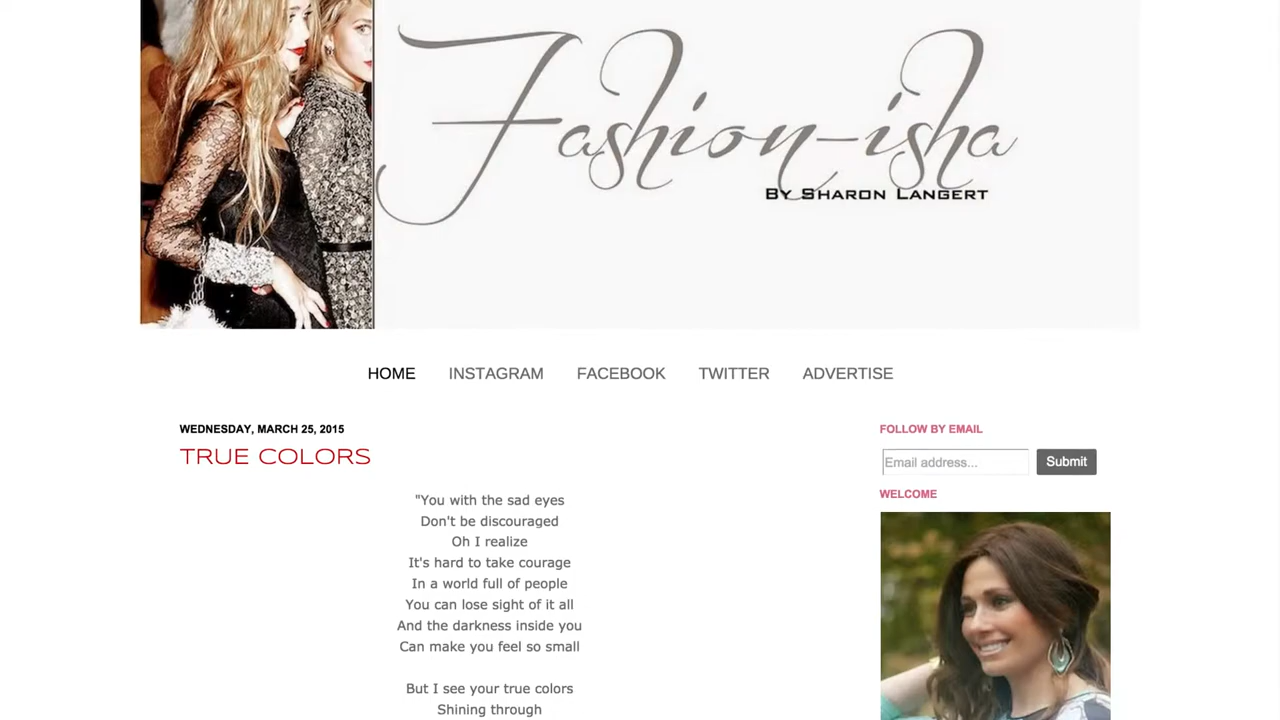 Fashion-isha
BY SHARON LANGERT
HOME INSTAGRAM FACEBOOK TWITTER ADVERTISE
WEDNESDAY, MARCH 25, 2015
TRUE COLORS
"You with the sad eyes
Don't be discouraged
Oh I realize
It's hard to take courage
In a world full of people
You can lose sight of it all
And the darkness inside you
Can make you feel so small
But I see your true colors
Shining through
FOLLOW BY EMAIL
Email address... Submit
WELCOME